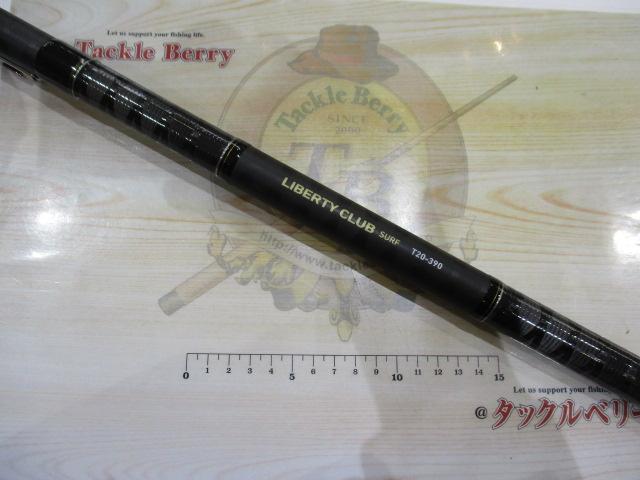 Let us support your fishing life.
Tackle Berry
Tackle Berry
SINCE
2000
TB
LIBERTY CLUB SURF T20-390
http://www.tackle
0 1 2 3 4 5 6 7 8 9 10 11 12 13 14 15
Let us support your fishing
@タックルベリー